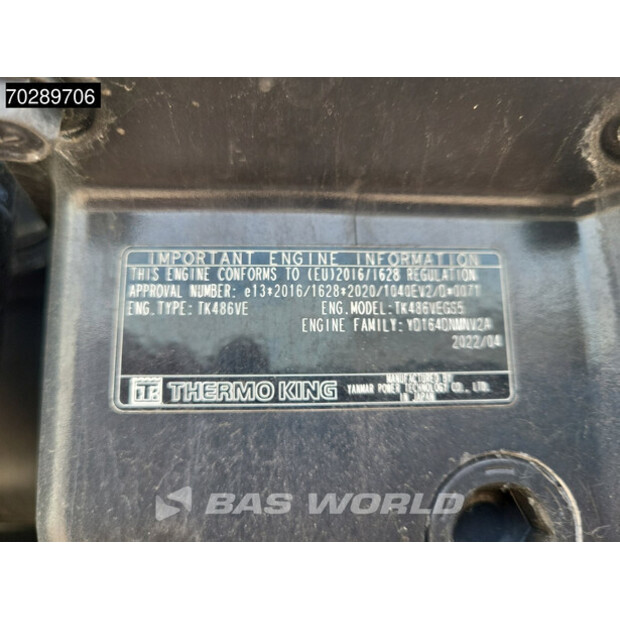 70289706
IMPORTANT ENGINE INFORMATION
THIS ENGINE CONFORMS TO (EU)2016/1628 REGULATION
APPROVAL NUMBER: e13*2016/1628*2020/1040EV2/D*0071
ENG.TYPE: TK486VE ENG.MODEL: TK486VEGS5
ENGINE FAMILY: YDT64DNMNV2A
2022/04
THERMO KING
MANUFACTURED BY
YANMAR POWER TECHNOLOGY CO., LTD.
IN JAPAN
BAS WORLD